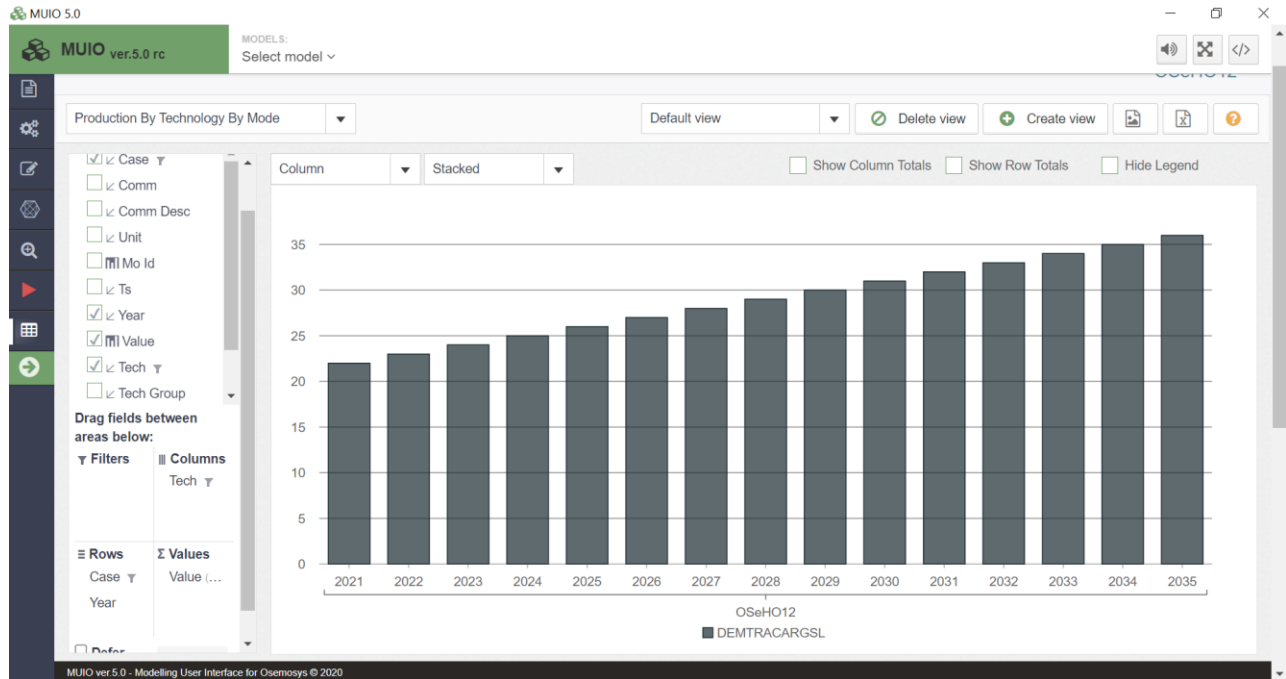 MUIO 5.0
MUIO ver.5.0 rc
MODELS:
Select model
Production By Technology By Mode
Default view
Delete view
Create view
Case
Comm
Comm Desc
Unit
Mo Id
Ts
Year
Value
Tech
Tech Group
Drag fields between
areas below:
Filters
Columns
Tech
Rows
Values
Case
Value (...
Year
Column
Stacked
Show Column Totals
Show Row Totals
Hide Legend
35
30
25
20
15
10
5
0
2021 2022 2023 2024 2025 2026 2027 2028 2029 2030 2031 2032 2033 2034 2035
OSeHO12
DEMTRACARGSL
MUIO ver.5.0 - Modelling User Interface for Osemosys © 2020